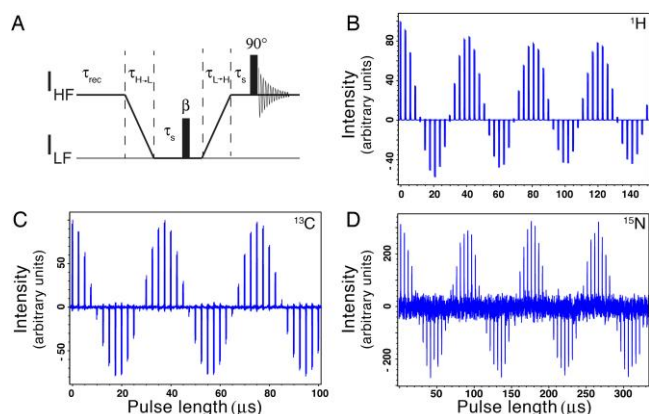 A
90°
τrec
τH→L
τL→H
τs
IHF
β
τs
ILF
B
¹H
Intensity
(arbitrary units)
100
80
40
0
- 40
0
20
40
60
80
100
120
140
C
¹³C
Intensity
(arbitrary units)
50
0
- 50
0
20
40
60
80
100
Pulse length (μs)
D
¹⁵N
Intensity
(arbitrary units)
200
0
- 200
50
100
150
200
250
300
Pulse length (μs)